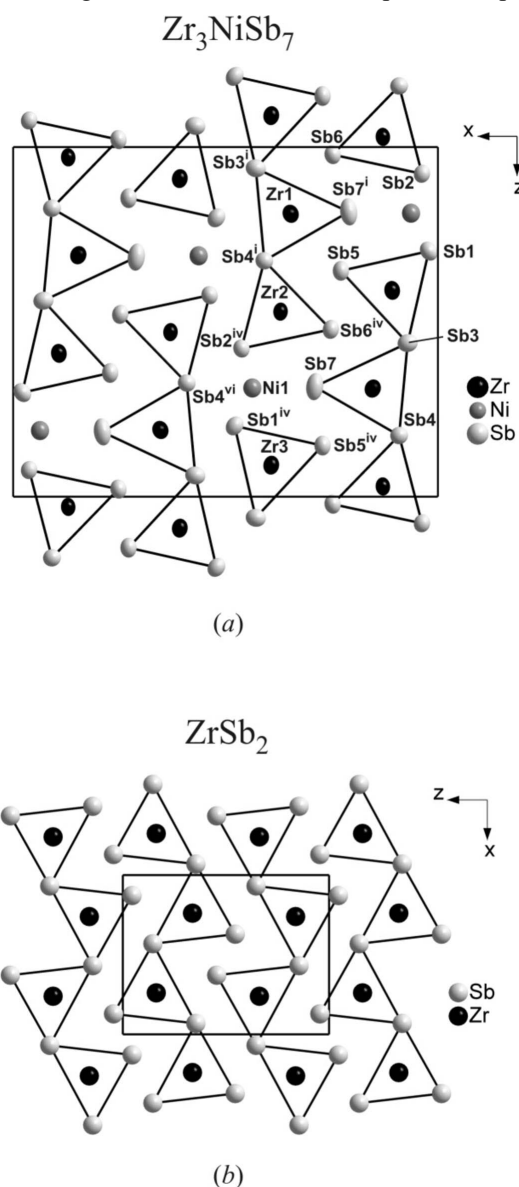 Zr3NiSb7
Sb6
x
Sb3i
Sb2
z
Zr1
Sb7i
Sb4i
Sb5
Sb1
Zr2
Sb2iv
Sb6iv
Sb3
Sb7
Zr
Sb4vi
Ni1
Ni
Sb1iv
Sb4
Sb
Zr3
Sb5iv
(a)
ZrSb2
z
x
Sb
Zr
(b)